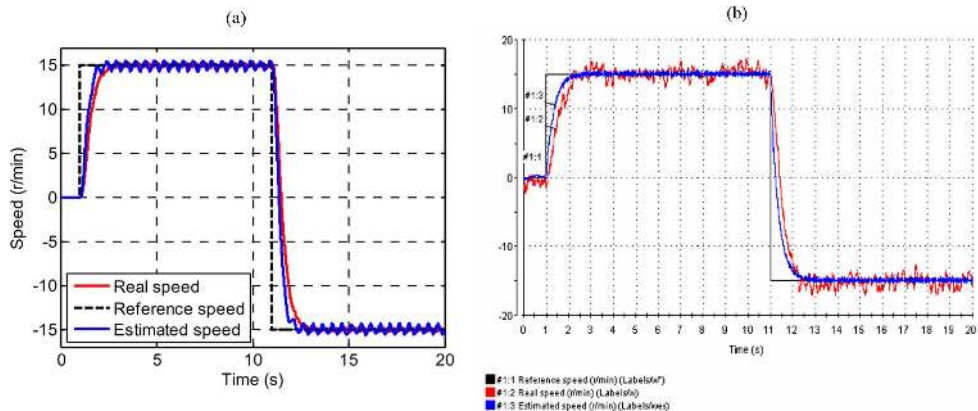 (a)
15
10
5
0
-5
-10
-15
Speed (r/min)
Real speed
Reference speed
Estimated speed
0 5 10 15 20
Time (s)
(b)
20
10
0
-10
-20
#1:3
#1:2
#1:1
0 1 2 3 4 5 6 7 8 9 10 11 12 13 14 15 16 17 18 19 20
Time (s)
#1:1 Reference speed (r/min) (Labels/w*)
#1:2 Real speed (r/min) (Labels/w)
#1:3 Estimated speed (r/min) (Labels/wes)